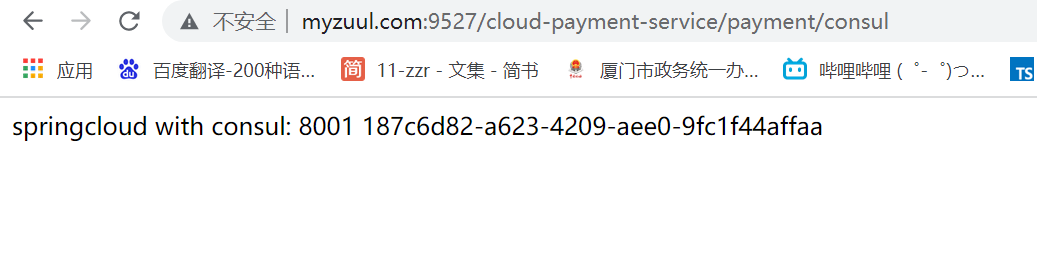 不安全 myzuul.com:9527/cloud-payment-service/payment/consul
应用 百度翻译-200种语... 简 11-zzr - 文集 - 简书 厦门市政务统一办... 哔哩哔哩 (゜-゜)つ... TS
springcloud with consul: 8001 187c6d82-a623-4209-aee0-9fc1f44affaa